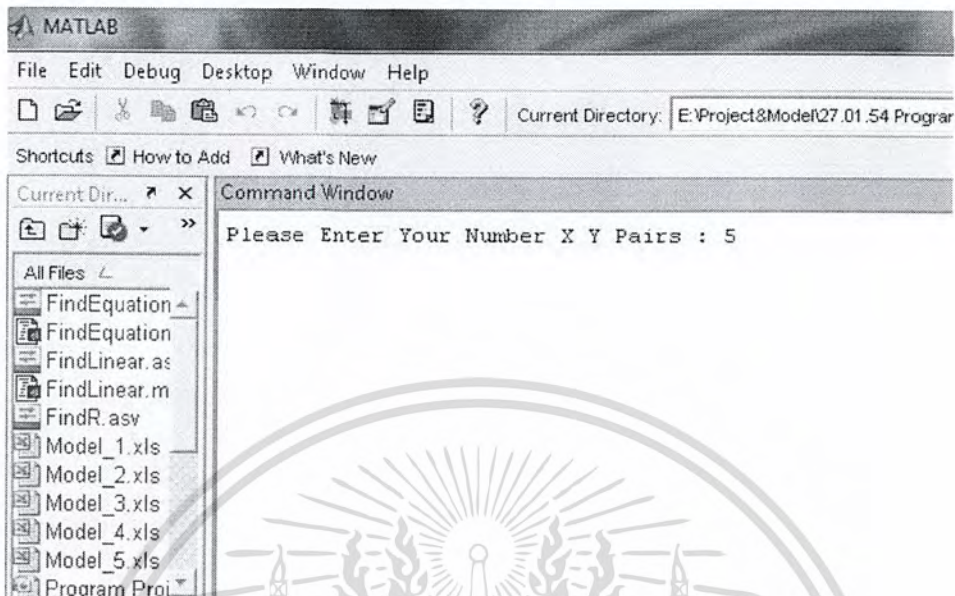 MATLAB
File Edit Debug Desktop Window Help
Current Directory: E:\Project&Model\27.01.54 Program
Shortcuts How to Add What's New
Current Dir... Command Window
Please Enter Your Number X Y Pairs : 5
All Files
FindEquation
FindEquation
FindLinear.as
FindLinear.m
FindR.asv
Model_1.xls
Model_2.xls
Model_3.xls
Model_4.xls
Model_5.xls
Program Proj